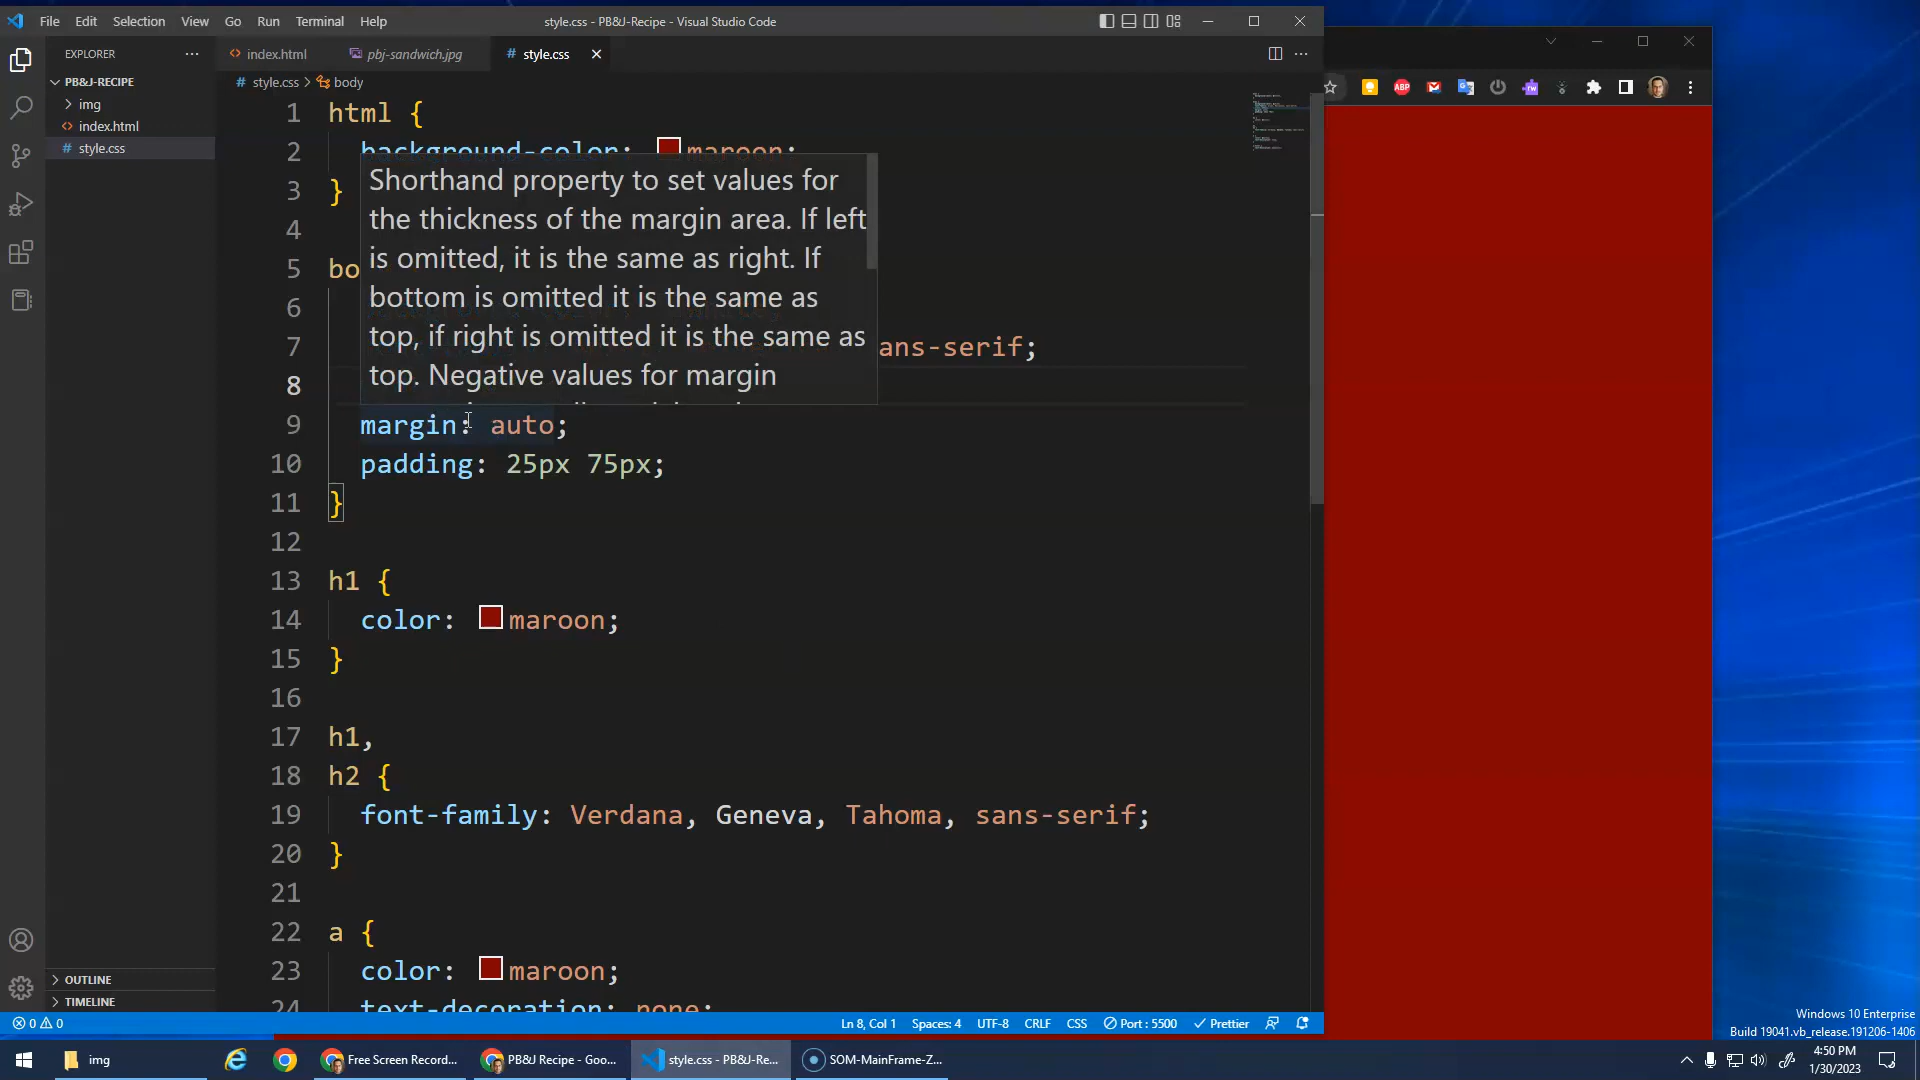 File Edit Selection View Go Run Terminal Help
style.css - PB&J-Recipe - Visual Studio Code
EXPLORER
PB&J-RECIPE
img
index.html
style.css
OUTLINE
TIMELINE
index.html pbj-sandwich.jpg # style.css
# style.css > body
1 html {
2 background-color: maroon;
3 }
4
5 bo
6
7 ans-serif;
8
9 margin: auto;
10 padding: 25px 75px;
11 }
12
13 h1 {
14 color: maroon;
15 }
16
17 h1,
18 h2 {
19 font-family: Verdana, Geneva, Tahoma, sans-serif;
20 }
21
22 a {
23 color: maroon;
24 text-decoration: none;
Shorthand property to set values for
the thickness of the margin area. If left
is omitted, it is the same as right. If
bottom is omitted it is the same as
top, if right is omitted it is the same as
top. Negative values for margin
ABP
0 0
Ln 8, Col 1 Spaces: 4 UTF-8 CRLF CSS Port : 5500 Prettier
Windows 10 Enterprise
Build 19041.vb_release.191206-1406
img
Free Screen Record...
PB&J Recipe - Goo...
style.css - PB&J-Re...
SOM-MainFrame-Z...
4:50 PM
1/30/2023